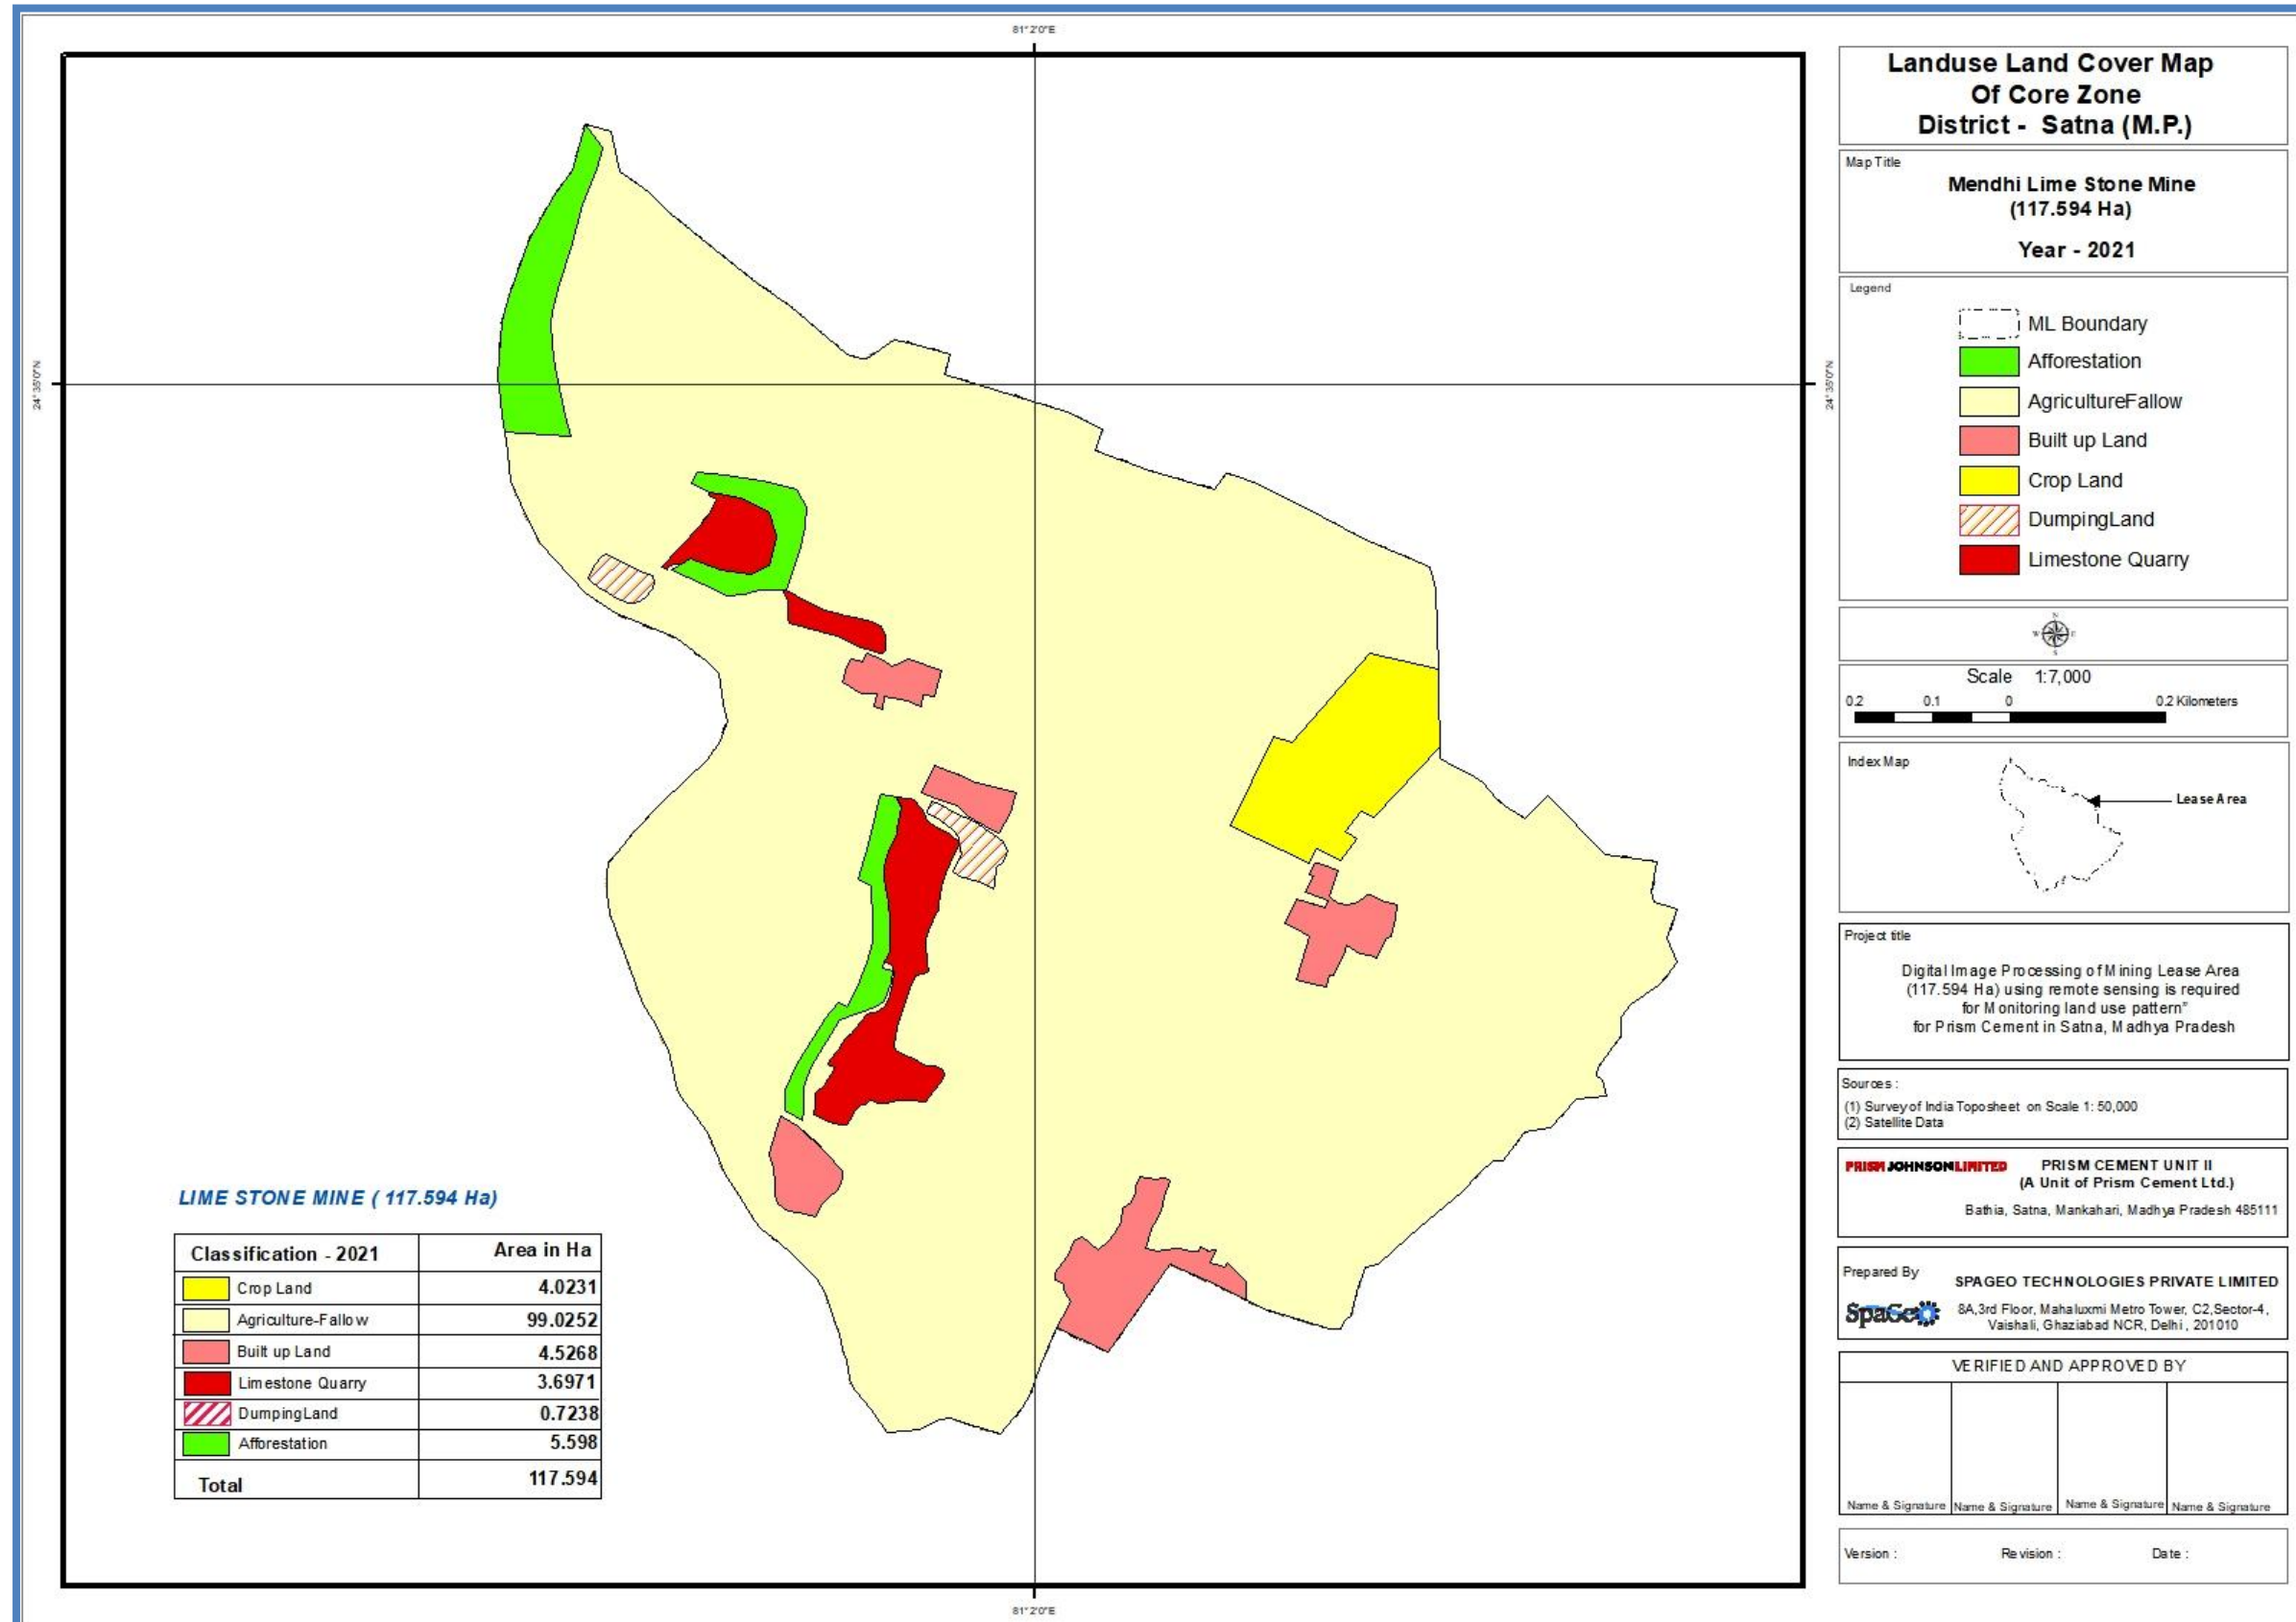 81°2'0"E
24°35'0"N
24°35'0"N
81°2'0"E
LIME STONE MINE ( 117.594 Ha)
Classification - 2021 Area in Ha
Crop Land 4.0231
Agriculture-Fallow 99.0252
Built up Land 4.5268
Limestone Quarry 3.6971
DumpingLand 0.7238
Afforestation 5.598
Total 117.594
Landuse Land Cover Map
Of Core Zone
District - Satna (M.P.)
Map Title
Mendhi Lime Stone Mine
(117.594 Ha)
Year - 2021
Legend
ML Boundary
Afforestation
AgricultureFallow
Built up Land
Crop Land
DumpingLand
Limestone Quarry
N
W E
S
Scale 1:7,000
0.2 0.1 0 0.2 Kilometers
Index Map
Lease Area
Project title
Digital Image Processing of Mining Lease Area
(117.594 Ha) using remote sensing is required
for Monitoring land use pattern"
for Prism Cement in Satna, Madhya Pradesh
Sources :
(1) Survey of India Toposheet on Scale 1: 50,000
(2) Satellite Data
PRISM JOHNSON LIMITED
PRISM CEMENT UNIT II
(A Unit of Prism Cement Ltd.)
Bathia, Satna, Mankahari, Madhya Pradesh 485111
Prepared By
SPAGEO TECHNOLOGIES PRIVATE LIMITED
SpaGeo
8A,3rd Floor, Mahaluxmi Metro Tower, C2,Sector-4,
Vaishali, Ghaziabad NCR, Delhi, 201010
VERIFIED AND APPROVED BY
Name & Signature Name & Signature Name & Signature Name & Signature
Version : Revision : Date :